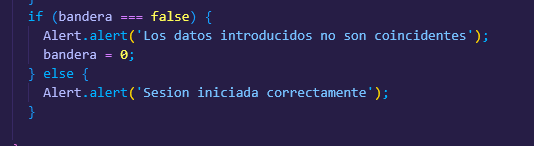 if (bandera === false) {
Alert.alert('Los datos introducidos no son coincidentes');
bandera = 0;
} else {
Alert.alert('Sesion iniciada correctamente');
}